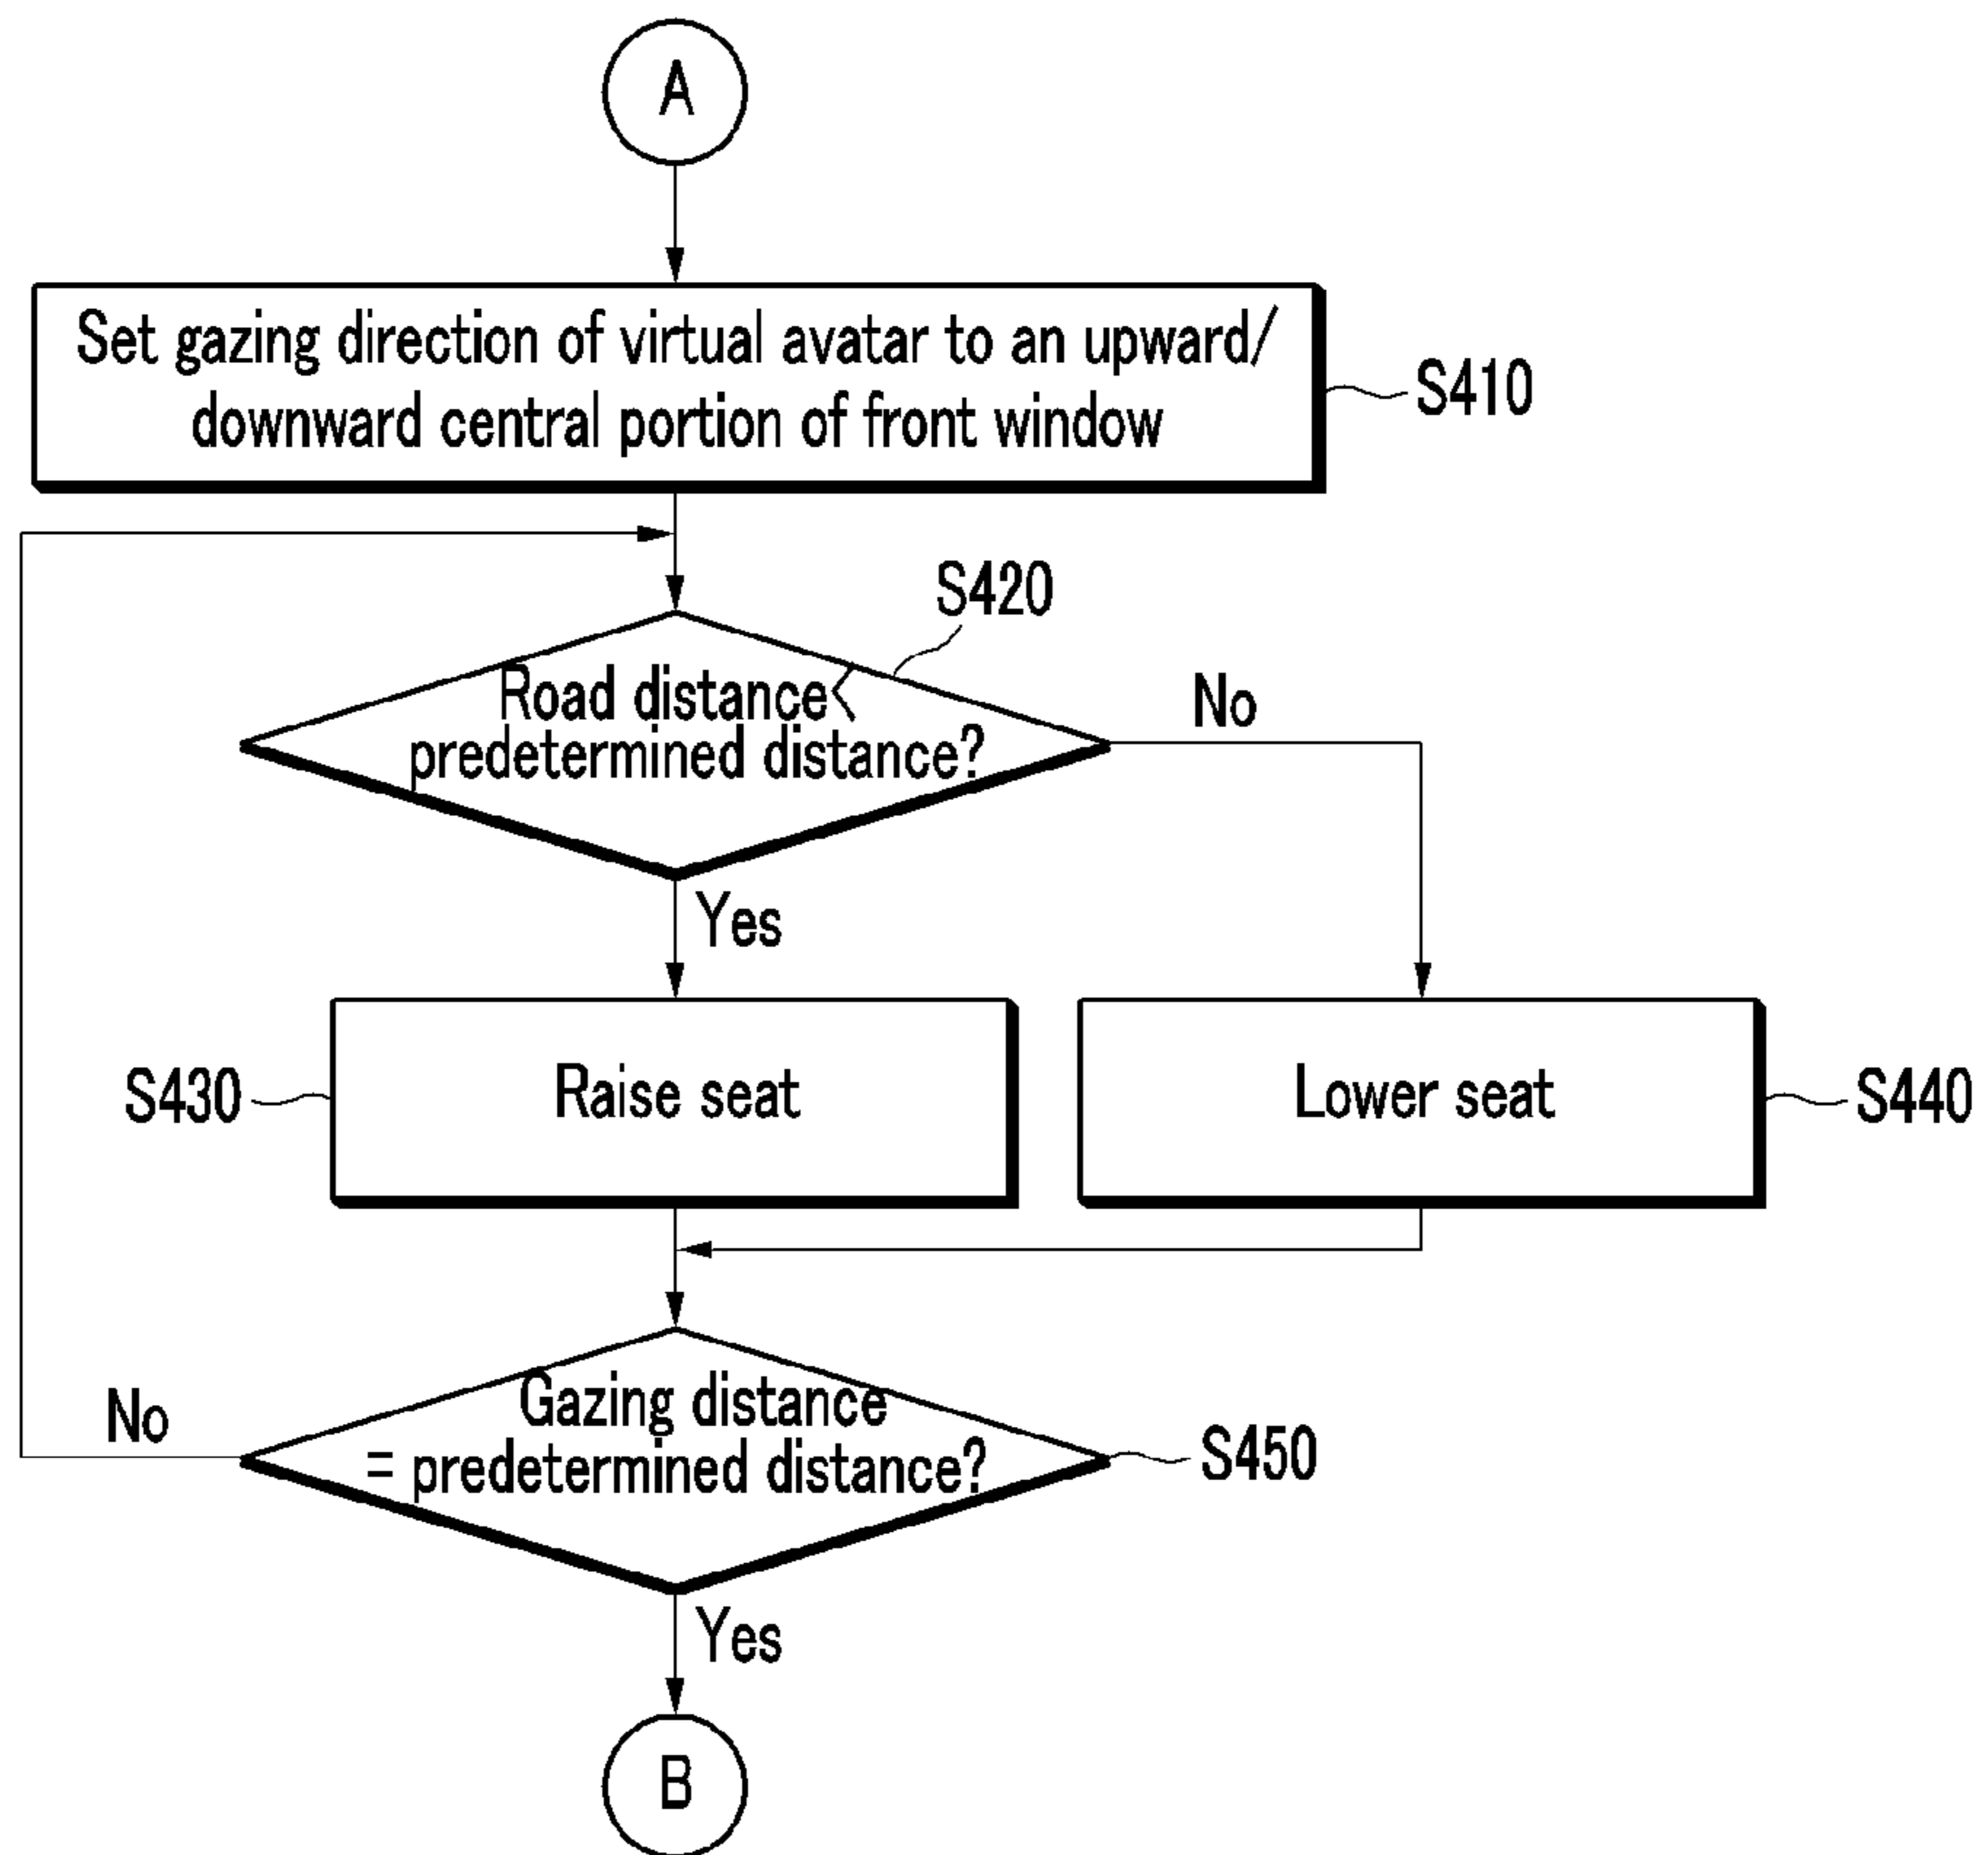 A
Set gazing direction of virtual avatar to an upward/
downward central portion of front window
S410
S420
Road distance<
predetermined distance?
No
Yes
S430
Raise seat
Lower seat
S440
Gazing distance
= predetermined distance?
No
S450
Yes
B